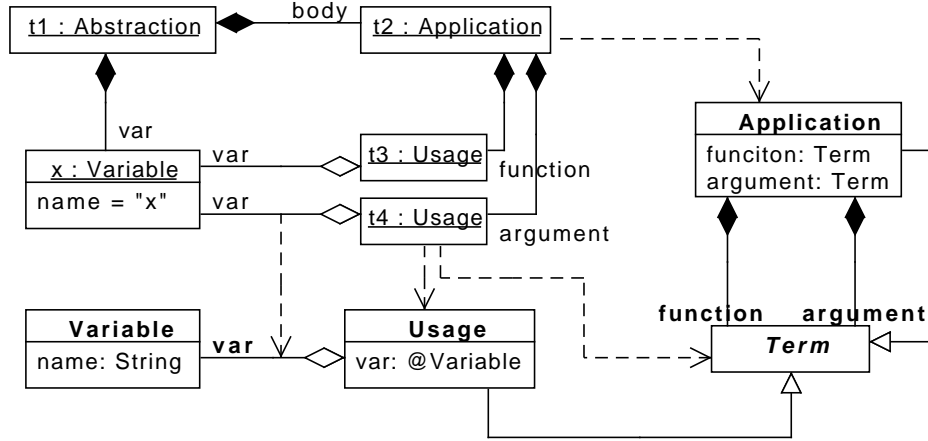 t1 : Abstraction
body
t2 : Application
var
Application
funciton: Term
argument: Term
x : Variable
name = "x"
var
t3 : Usage
function
var
t4 : Usage
argument
function
argument
Variable
name: String
var
Usage
var: @Variable
Term